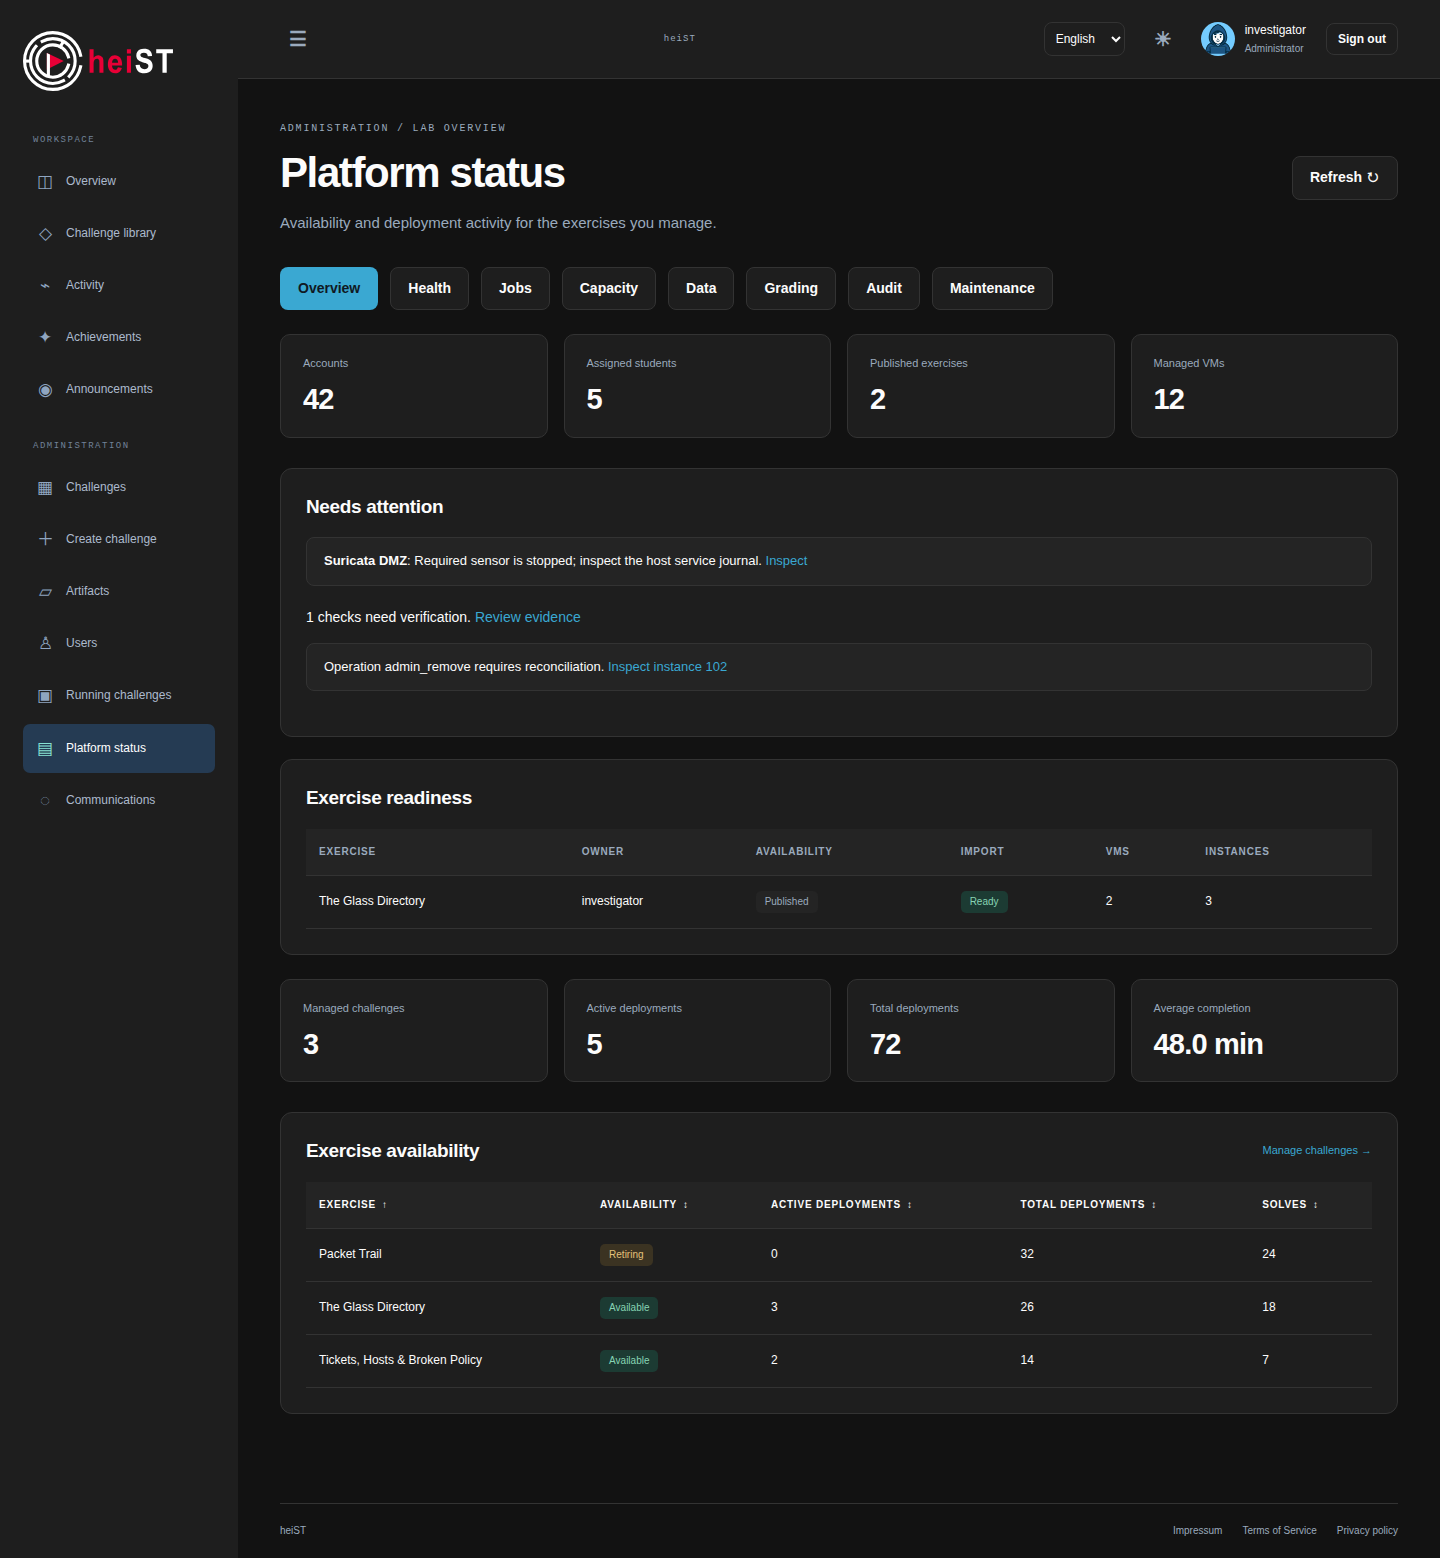 heiST
WORKSPACE
Overview
Challenge library
Activity
Achievements
Announcements
ADMINISTRATION
Challenges
Create challenge
Artifacts
Users
Running challenges
Platform status
Communications
heiST
English
investigator
Administrator
Sign out
ADMINISTRATION / LAB OVERVIEW
Platform status
Refresh ↻
Availability and deployment activity for the exercises you manage.
Overview Health Jobs Capacity Data Grading Audit Maintenance
Accounts Assigned students Published exercises Managed VMs
42 5 2 12
Needs attention
Suricata DMZ: Required sensor is stopped; inspect the host service journal. Inspect
1 checks need verification. Review evidence
Operation admin_remove requires reconciliation. Inspect instance 102
Exercise readiness
EXERCISE OWNER AVAILABILITY IMPORT VMS INSTANCES
The Glass Directory investigator Published Ready 2 3
Managed challenges Active deployments Total deployments Average completion
3 5 72 48.0 min
Exercise availability Manage challenges →
EXERCISE ↑ AVAILABILITY ↕ ACTIVE DEPLOYMENTS ↕ TOTAL DEPLOYMENTS ↕ SOLVES ↕
Packet Trail Retiring 0 32 24
The Glass Directory Available 3 26 18
Tickets, Hosts & Broken Policy Available 2 14 7
heiST Impressum Terms of Service Privacy policy